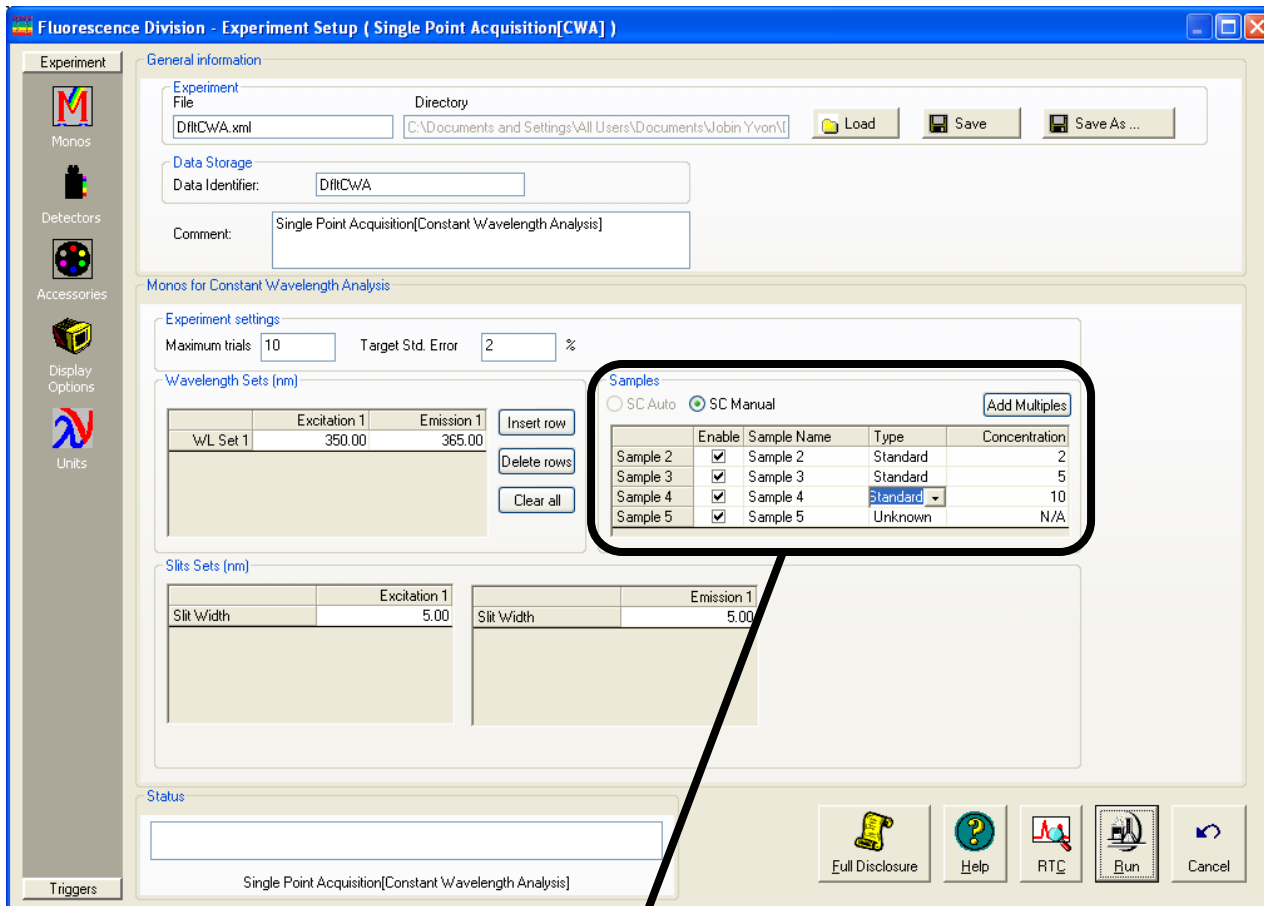 Fluorescence Division - Experiment Setup ( Single Point Acquisition[CWA] )
Experiment
Monos
Detectors
Accessories
Display
Options
Units
Triggers
General information
Experiment
File Directory
DfltCWA.xml C:\Documents and Settings\All Users\Documents\Jobin Yvon\ Load Save Save As ...
Data Storage
Data Identifier: DfltCWA
Comment: Single Point Acquisition[Constant Wavelength Analysis]
Monos for Constant Wavelength Analysis
Experiment settings
Maximum trials 10 Target Std. Error 2 %
Wavelength Sets (nm)
Excitation 1 Emission 1
WL Set 1 350.00 365.00
Insert row
Delete rows
Clear all
Samples
SC Auto SC Manual Add Multiples
Enable Sample Name Type Concentration
Sample 2 Sample 2 Standard 2
Sample 3 Sample 3 Standard 5
Sample 4 Sample 4 Standard 10
Sample 5 Sample 5 Unknown N/A
Slits Sets (nm)
Excitation 1
Slit Width 5.00
Emission 1
Slit Width 5.00
Status
Single Point Acquisition[Constant Wavelength Analysis]
Full Disclosure Help RTC Run Cancel